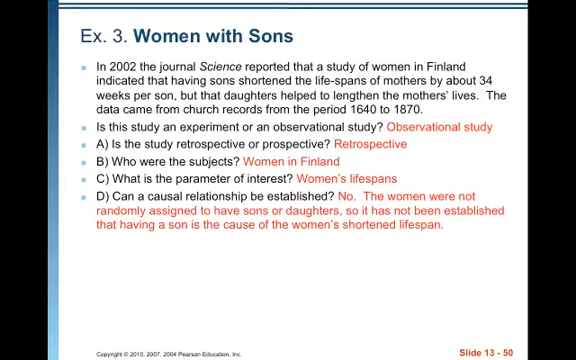 Ex. 3. Women with Sons
In 2002 the journal Science reported that a study of women in Finland
indicated that having sons shortened the life-spans of mothers by about 34
weeks per son, but that daughters helped to lengthen the mothers' lives. The
data came from church records from the period 1640 to 1870.
Is this study an experiment or an observational study? Observational study
A) Is the study retrospective or prospective? Retrospective
B) Who were the subjects? Women in Finland
C) What is the parameter of interest? Women's lifespans
D) Can a causal relationship be established? No. The women were not
randomly assigned to have sons or daughters, so it has not been established
that having a son is the cause of the women's shortened lifespan.
Copyright © 2010, 2007, 2004 Pearson Education, Inc.
Slide 13 - 50